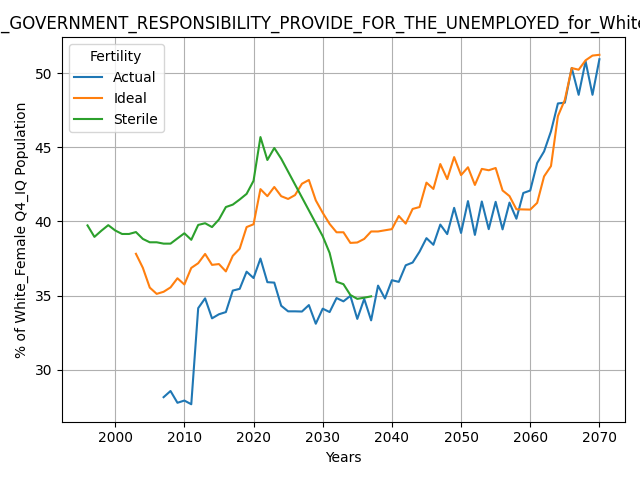 _GOVERNMENT_RESPONSIBILITY_PROVIDE_FOR_THE_UNEMPLOYED_for_White
Fertility
Actual
Ideal
Sterile
% of White_Female Q4_IQ Population
50
45
40
35
30
2000 2010 2020 2030 2040 2050 2060 2070
Years